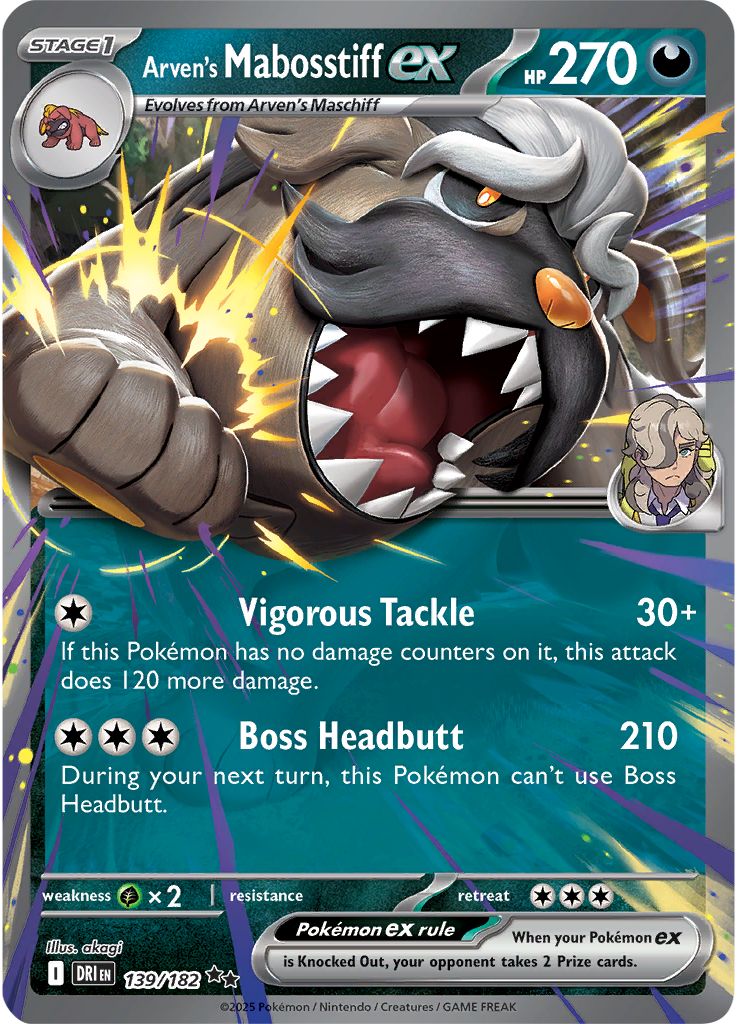 STAGE 1
Arven's Mabosstiff ex
HP 270
Evolves from Arven's Maschiff
Vigorous Tackle 30+
If this Pokémon has no damage counters on it, this attack
does 120 more damage.
Boss Headbutt 210
During your next turn, this Pokémon can't use Boss
Headbutt.
weakness ×2 resistance retreat
Pokémon ex rule When your Pokémon ex
is Knocked Out, your opponent takes 2 Prize cards.
Illus. akagi
I DRI EN 139/182
©2025 Pokémon / Nintendo / Creatures / GAME FREAK